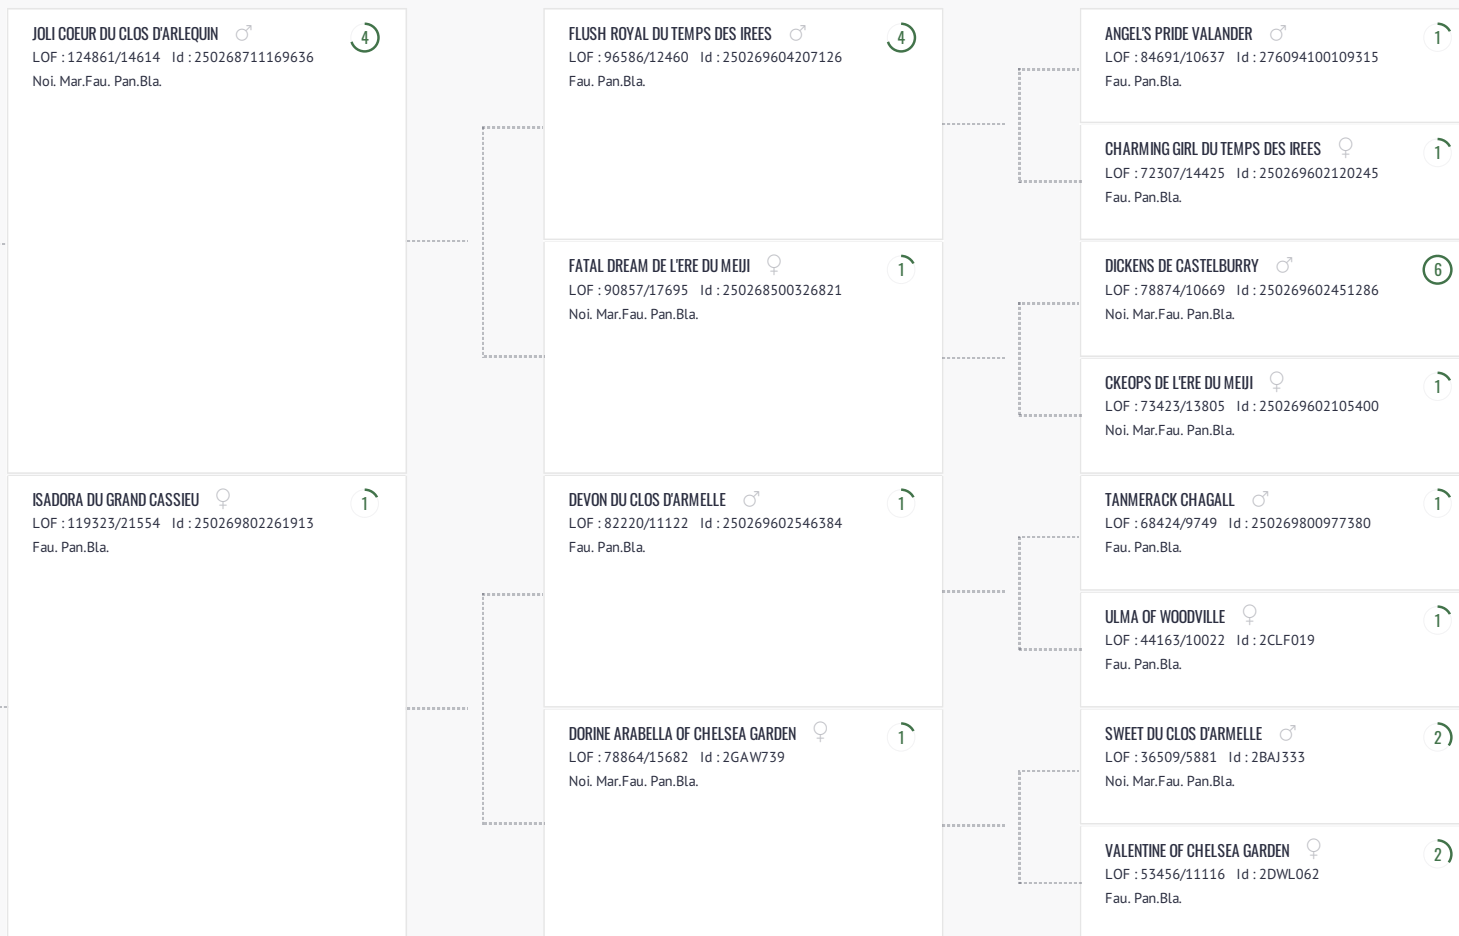 JOLI COEUR DU CLOS D'ARLEQUIN
4
LOF : 124861/14614 Id : 250268711169636
Noi. Mar.Fau. Pan.Bla.
ISADORA DU GRAND CASSIEU
1
LOF : 119323/21554 Id : 250269802261913
Fau. Pan.Bla.
FLUSH ROYAL DU TEMPS DES IREES
4
LOF : 96586/12460 Id : 250269604207126
Fau. Pan.Bla.
FATAL DREAM DE L'ERE DU MEIJI
1
LOF : 90857/17695 Id : 250268500326821
Noi. Mar.Fau. Pan.Bla.
DEVON DU CLOS D'ARMELLE
1
LOF : 82220/11122 Id : 250269602546384
Fau. Pan.Bla.
DORINE ARABELLA OF CHELSEA GARDEN
1
LOF : 78864/15682 Id : 2GAW739
Noi. Mar.Fau. Pan.Bla.
ANGEL'S PRIDE VALANDER
1
LOF : 84691/10637 Id : 276094100109315
Fau. Pan.Bla.
CHARMING GIRL DU TEMPS DES IREES
1
LOF : 72307/14425 Id : 250269602120245
Fau. Pan.Bla.
DICKENS DE CASTELBURRY
6
LOF : 78874/10669 Id : 250269602451286
Noi. Mar.Fau. Pan.Bla.
CKEOPS DE L'ERE DU MEIJI
1
LOF : 73423/13805 Id : 250269602105400
Noi. Mar.Fau. Pan.Bla.
TANMERACK CHAGALL
1
LOF : 68424/9749 Id : 250269800977380
Fau. Pan.Bla.
ULMA OF WOODVILLE
1
LOF : 44163/10022 Id : 2CLF019
Fau. Pan.Bla.
SWEET DU CLOS D'ARMELLE
2
LOF : 36509/5881 Id : 2BAJ333
Noi. Mar.Fau. Pan.Bla.
VALENTINE OF CHELSEA GARDEN
2
LOF : 53456/11116 Id : 2DWL062
Fau. Pan.Bla.